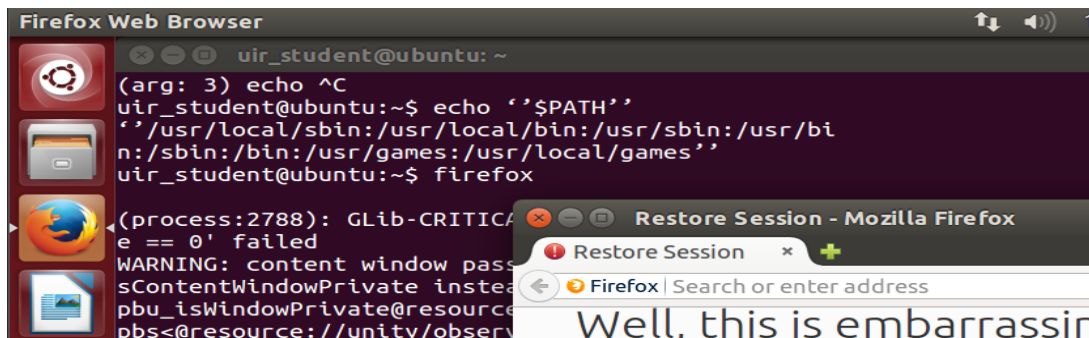 Firefox Web Browser
uir_student@ubuntu: ~
(arg: 3) echo ^C
uir_student@ubuntu:~$ echo ‘’$PATH’’
‘’/usr/local/sbin:/usr/local/bin:/usr/sbin:/usr/bi
n:/sbin:/bin:/usr/games:/usr/local/games’’
uir_student@ubuntu:~$ firefox
(process:2788): GLib-CRITICA
e == 0' failed
WARNING: content window pass
sContentWindowPrivate instea
pbu_isWindowPrivate@resource
pbs<@resource://unity/observ
Restore Session - Mozilla Firefox
Restore Session
Firefox Search or enter address
Well, this is embarrassin